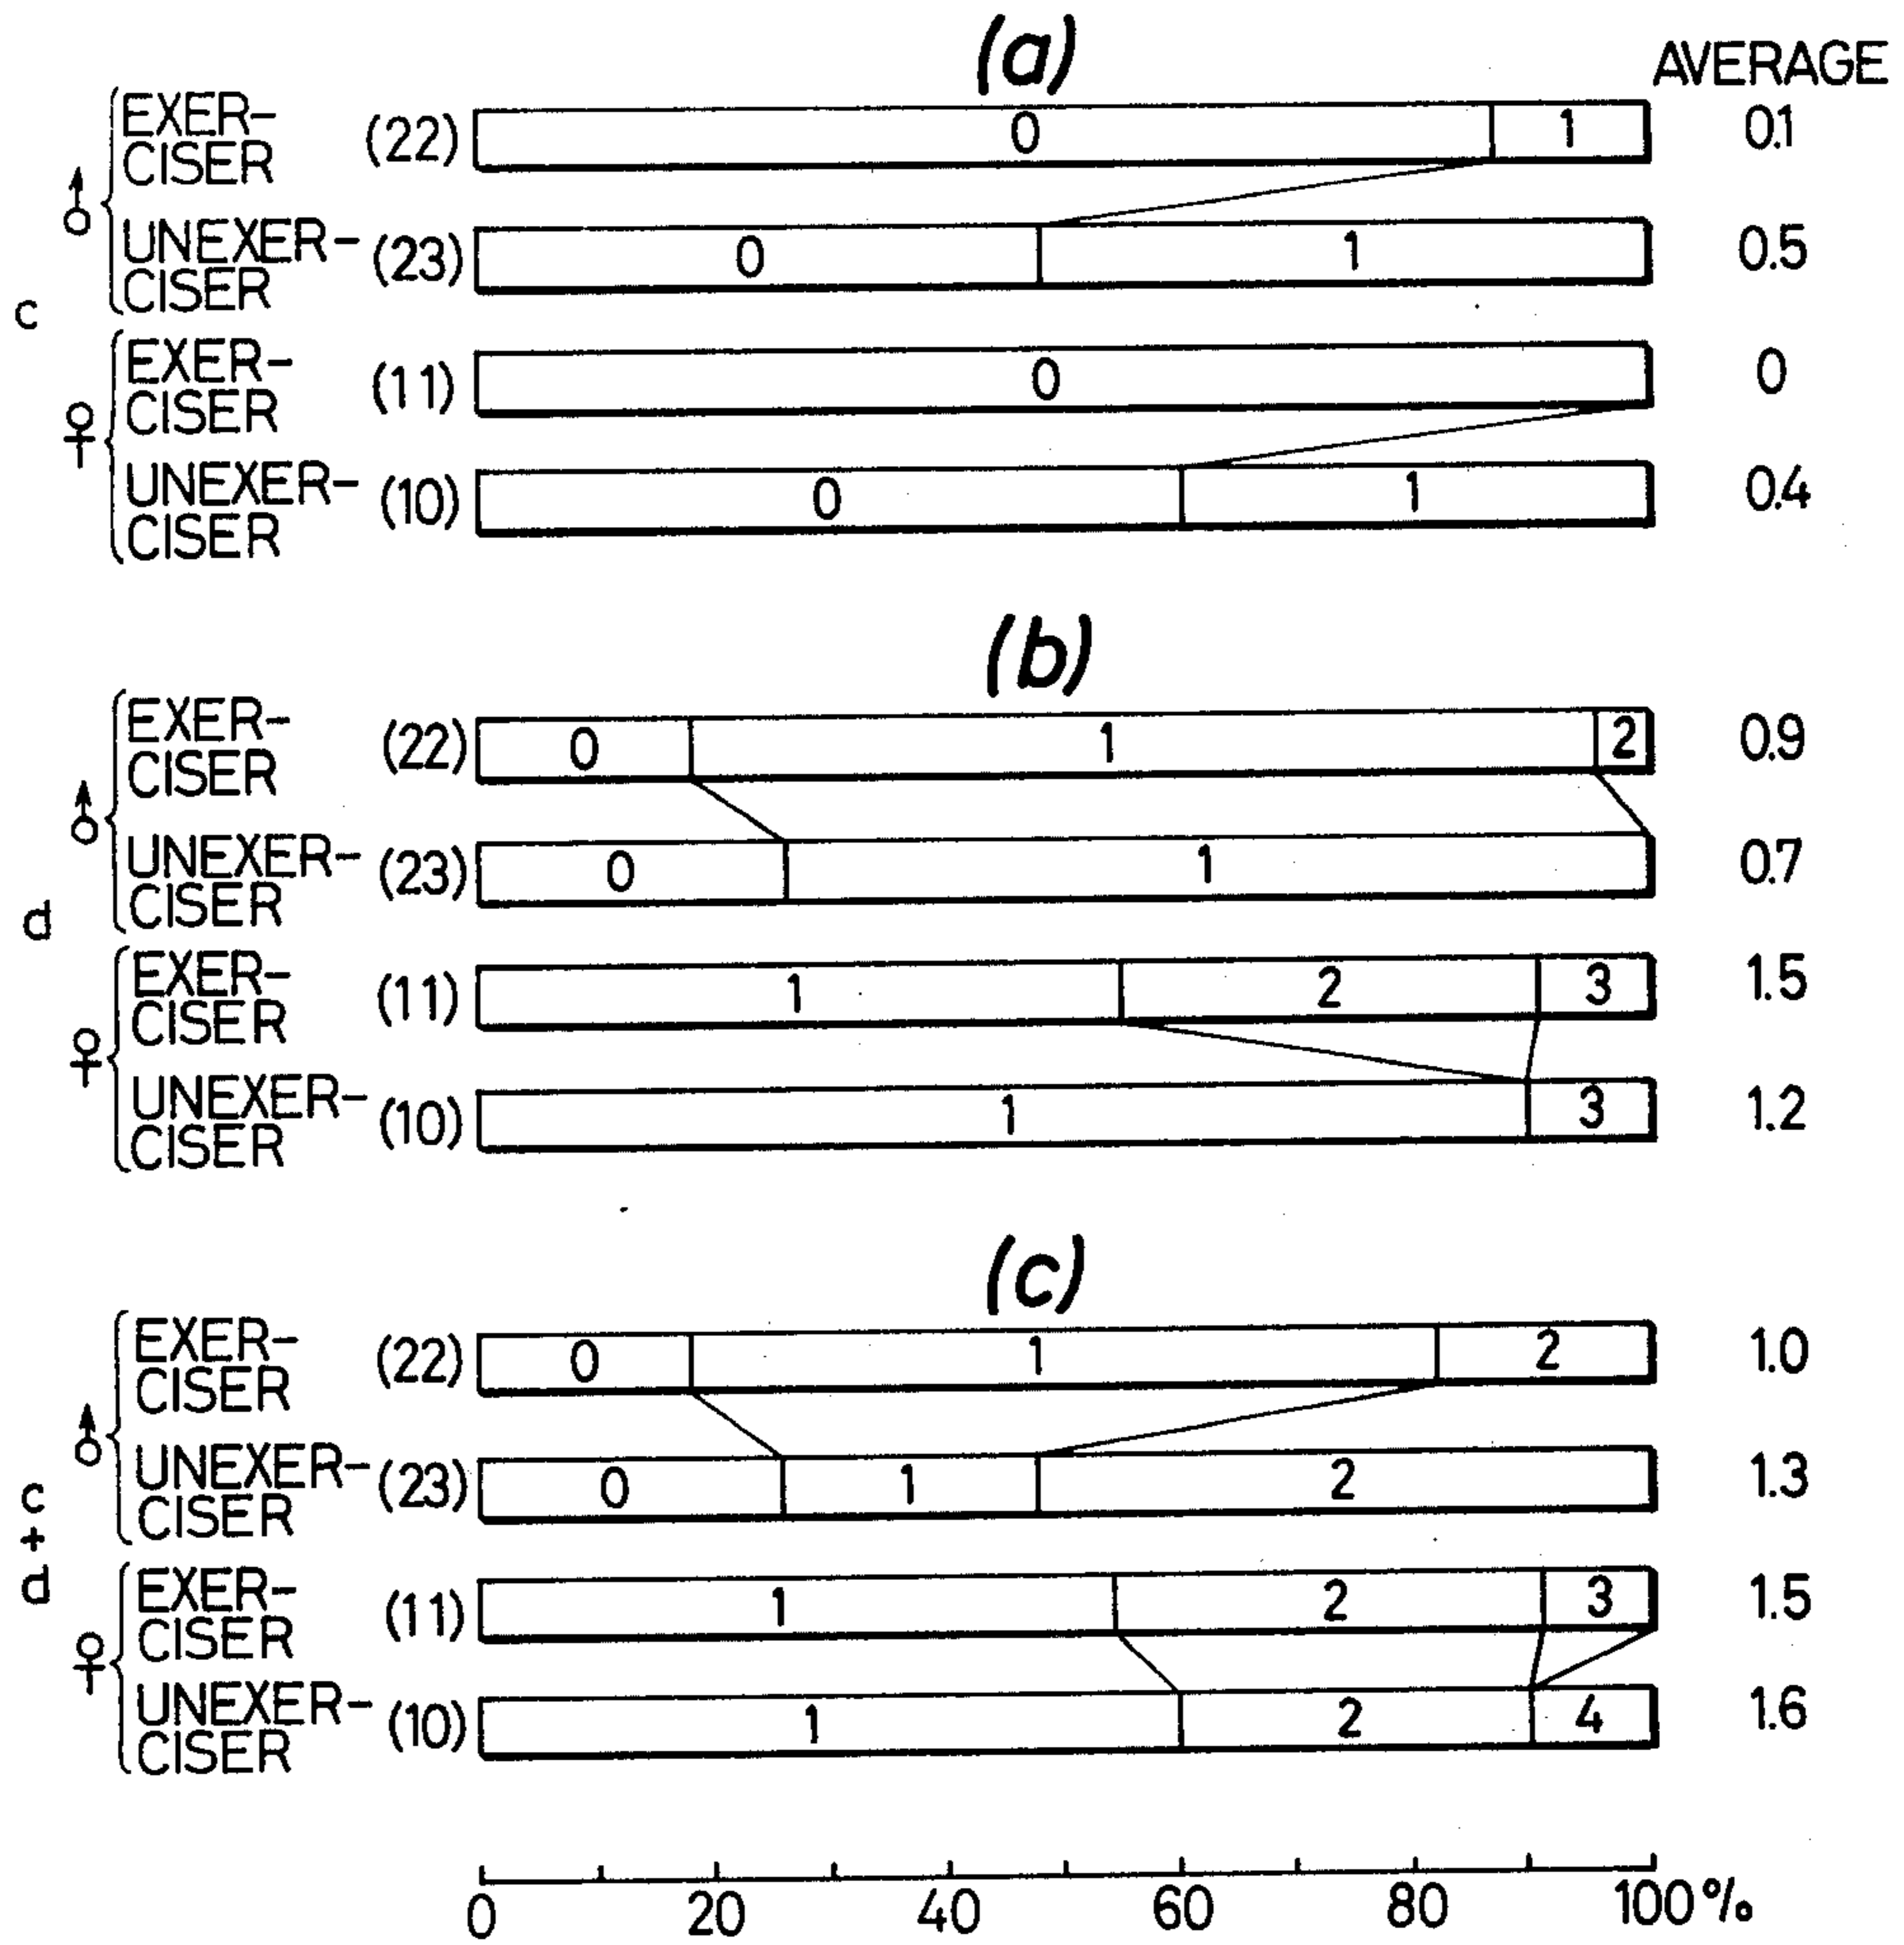 (a)
AVERAGE
c
♂ EXER-
CISER (22) 0 1 0.1
UNEXER-
CISER (23) 0 1 0.5
♀ EXER-
CISER (11) 0 0
UNEXER-
CISER (10) 0 1 0.4
(b)
d
♂ EXER-
CISER (22) 0 1 2 0.9
UNEXER-
CISER (23) 0 1 0.7
♀ EXER-
CISER (11) 1 2 3 1.5
UNEXER-
CISER (10) 1 3 1.2
(c)
c
+
d
♂ EXER-
CISER (22) 0 1 2 1.0
UNEXER-
CISER (23) 0 1 2 1.3
♀ EXER-
CISER (11) 1 2 3 1.5
UNEXER-
CISER (10) 1 2 4 1.6
0 20 40 60 80 100%